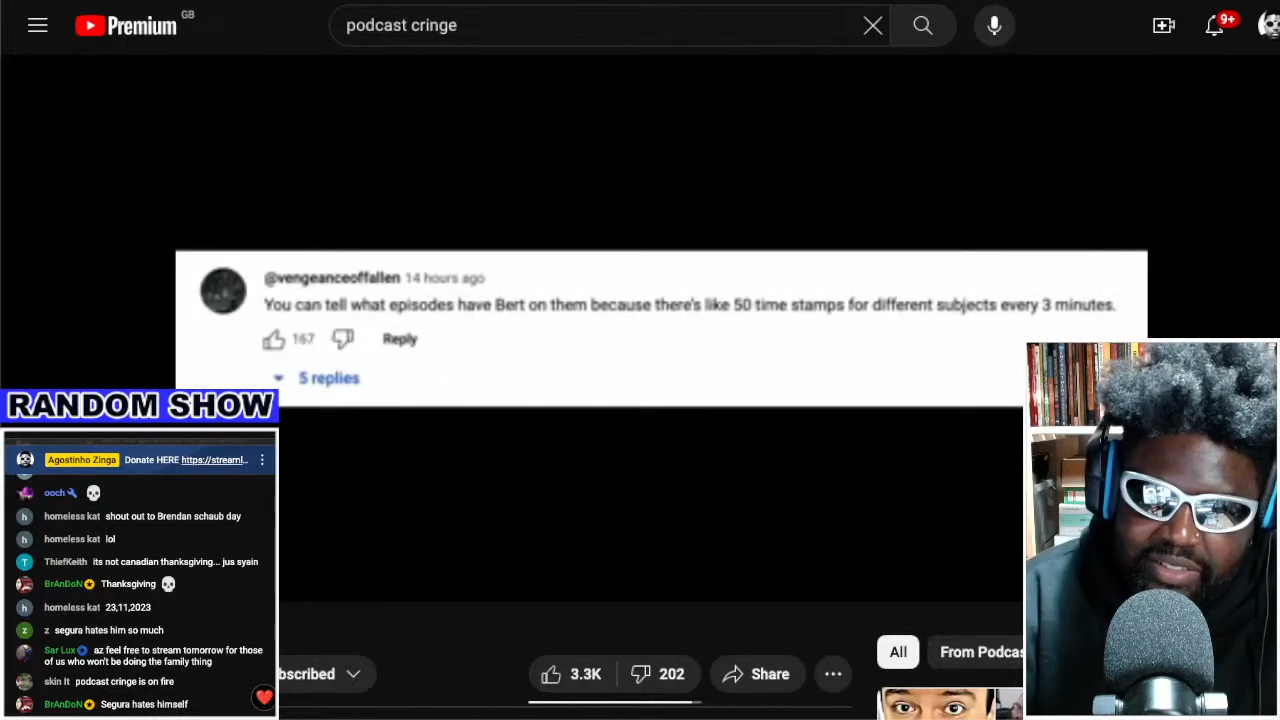 Premium GB
podcast cringe
9+
@vengeanceoffallen 14 hours ago
You can tell what episodes have Bert on them because there's like 50 time stamps for different subjects every 3 minutes.
167 Reply
5 replies
RANDOM SHOW
Agostinho Zinga Donate HERE https://streaml...
ooch
homeless kat shout out to Brendan schaub day
homeless kat lol
ThiefKeith its not canadian thanksgiving... jus syain
BrAnDoN Thanksgiving
homeless kat 23,11,2023
z segura hates him so much
Sar Lux az feel free to stream tomorrow for those
of us who won't be doing the family thing
skin It podcast cringe is on fire
BrAnDoN Segura hates himself
bscribed
3.3K
202
Share
All
From Podcas